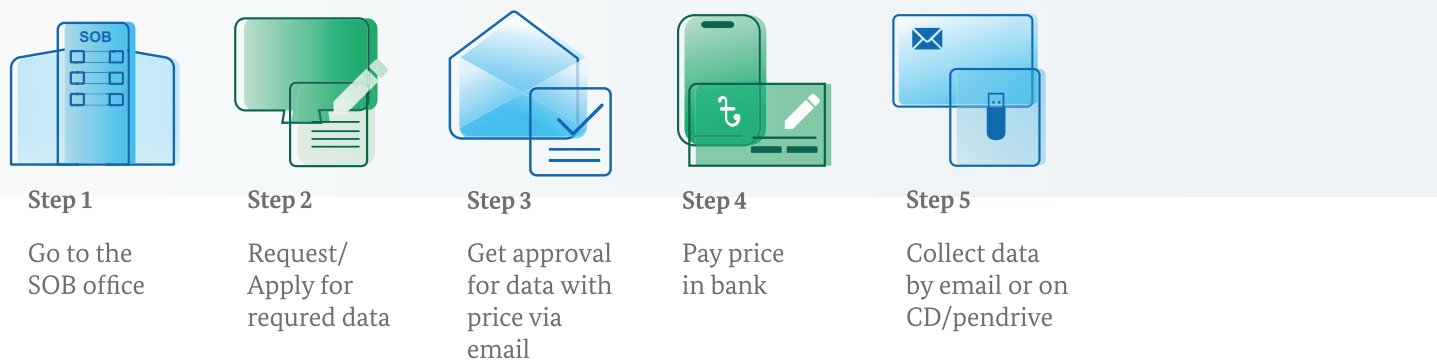 SOB
Step 1
Go to the
SOB office
Step 2
Request/
Apply for
requred data
Step 3
Get approval
for data with
price via
email
৳
Step 4
Pay price
in bank
Step 5
Collect data
by email or on
CD/pendrive